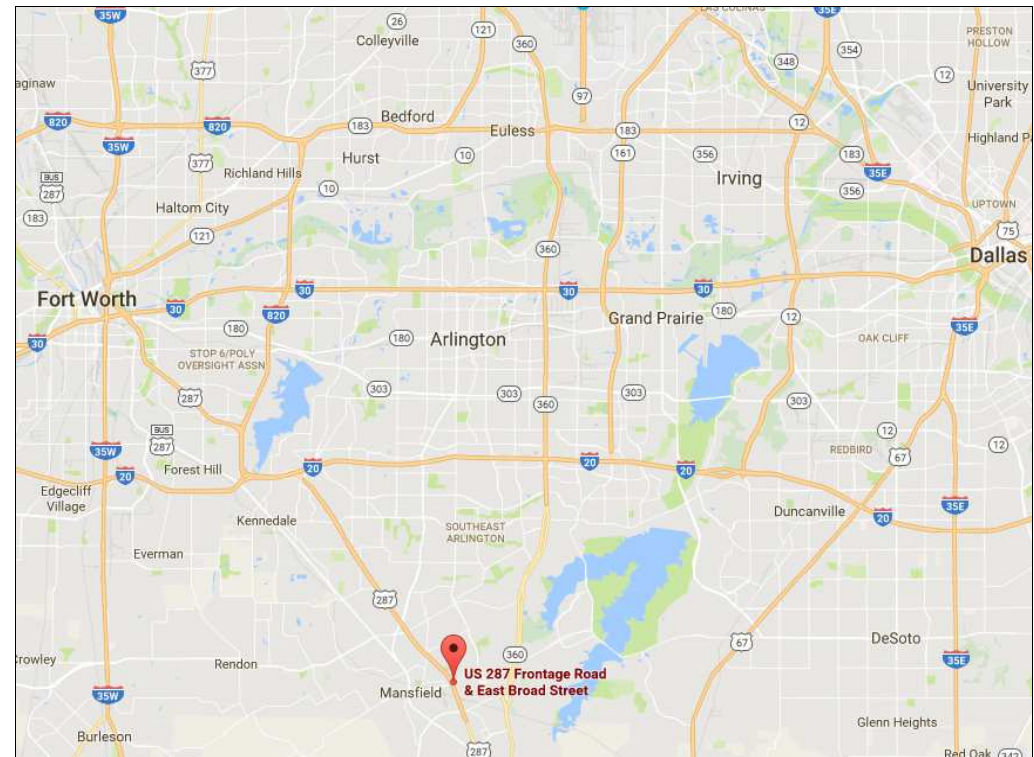 35W
26
Colleyville
121
360
LAS COLINAS
35E
PRESTON
HOLLOW
354
348
12
377
aginaw
97
University
Park
820
820
183
Bedford
Euless
183
12
Highland Pa
35W
377
Hurst
10
161
356
183
35E
BUS
287
Richland Hills
10
Irving
356
183
Haltom City
UPTOWN
121
75
360
Dallas
Fort Worth
30
820
30
30
30
180
Grand Prairie
180
12
35E
30
STOP 6/POLY
OVERSIGHT ASSN
180
Arlington
OAK CLIFF
287
303
303
360
303
303
BUS
287
12
12
35W
REDBIRD
67
20
Forest Hill
20
20
20
Edgecliff
Village
35E
Kennedale
SOUTHEAST
ARLINGTON
Duncanville
20
Everman
287
67
DeSoto
Crowley
Rendon
360
35E
US 287 Frontage Road
& East Broad Street
Mansfield
35W
Glenn Heights
Burleson
287
Red Oak
342